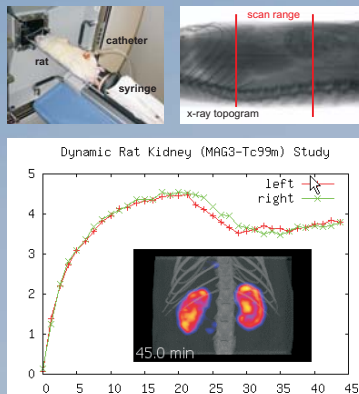 catheter
rat
syringe
scan range
x-ray topogram
Dynamic Rat Kidney (MAG3-Tc99m) Study
left
right
5
4
3
2
1
0
45.0 min
0 5 10 15 20 25 30 35 40 45